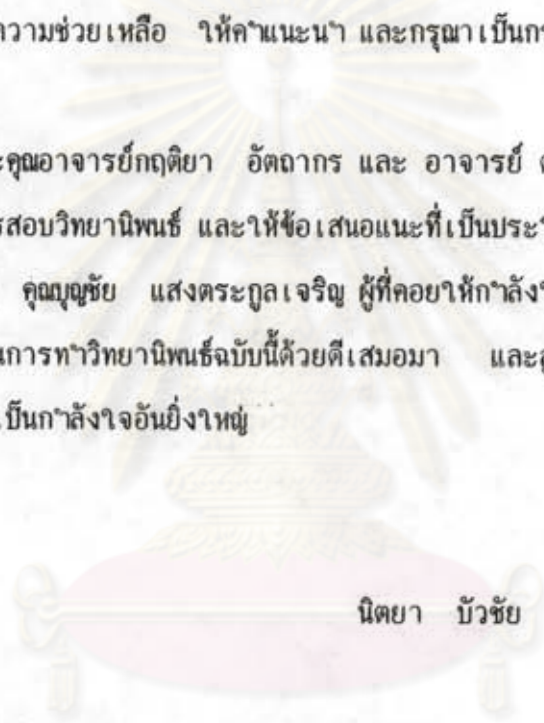 ความช่วยเหลือ ให้คำแนะนำ และกรุณาเป็น
คุณอาจารย์กฤติยา อัตถากร และ อาจารย์
สอบวิทยานิพนธ์ และให้ข้อเสนอแนะที่เป็นประ
คุณบุญชัย แสงตระกูลเจริญ ผู้ที่คอยให้กำลัง
นการทำวิทยานิพนธ์ฉบับนี้ด้วยดีเสมอมา และ
เป็นกำลังใจอันยิ่งใหญ่
นิตยา บัวชัย